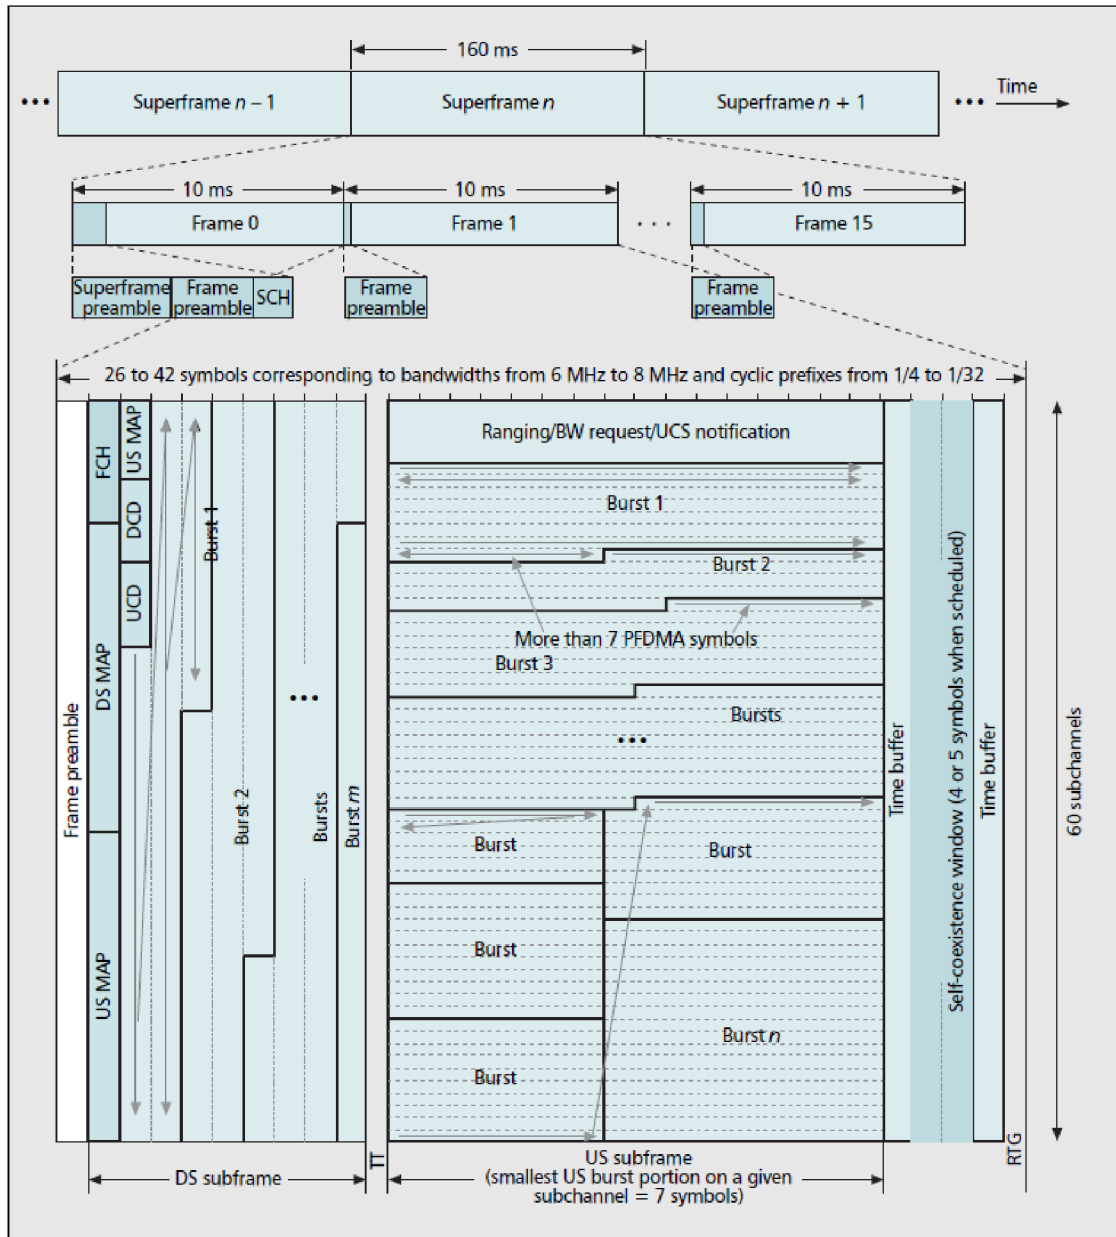 160 ms
••• Superframe n – 1 Superframe n Superframe n + 1 ••• Time
10 ms 10 ms 10 ms
Frame 0 Frame 1 • • • Frame 15
Superframe preamble
Frame preamble
SCH
Frame preamble
Frame preamble
26 to 42 symbols corresponding to bandwidths from 6 MHz to 8 MHz and cyclic prefixes from 1/4 to 1/32
Frame preamble
FCH
DS MAP
US MAP
US MAP
DCD
UCD
Burst 1
Burst 2
•••
Bursts
Burst m
TT
Ranging/BW request/UCS notification
Burst 1
Burst 2
More than 7 PFDMA symbols
Burst 3
Bursts
•••
Burst
Burst
Burst
Burst
Burst n
Time buffer
Self-coexistence window (4 or 5 symbols when scheduled)
Time buffer
RTG
60 subchannels
DS subframe
US subframe
(smallest US burst portion on a given
subchannel = 7 symbols)